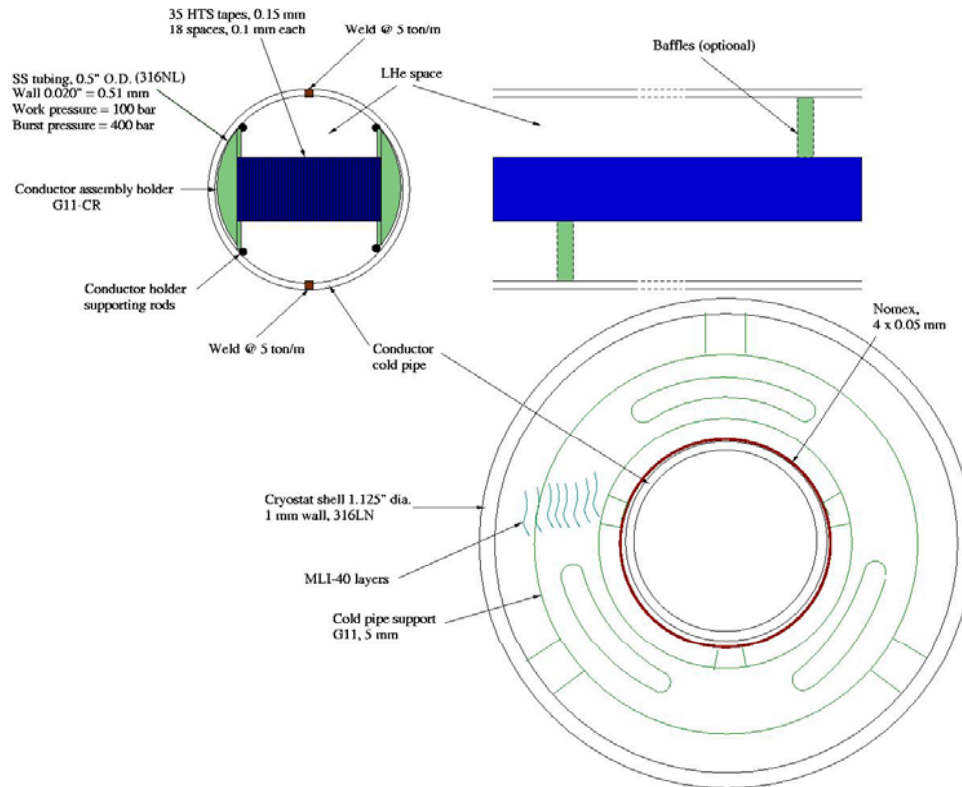 35 HTS tapes, 0.15 mm
18 spaces, 0.1 mm each
Weld @ 5 ton/m
Baffles (optional)
LHe space
SS tubing, 0.5" O.D. (316NL)
Wall 0.020" = 0.51 mm
Work pressure = 100 bar
Burst pressure = 400 bar
Conductor assembly holder
G11-CR
Conductor holder
supporting rods
Weld @ 5 ton/m
Conductor
cold pipe
Nomex,
4 x 0.05 mm
Cryostat shell 1.125" dia.
1 mm wall, 316LN
MLI-40 layers
Cold pipe support
G11, 5 mm